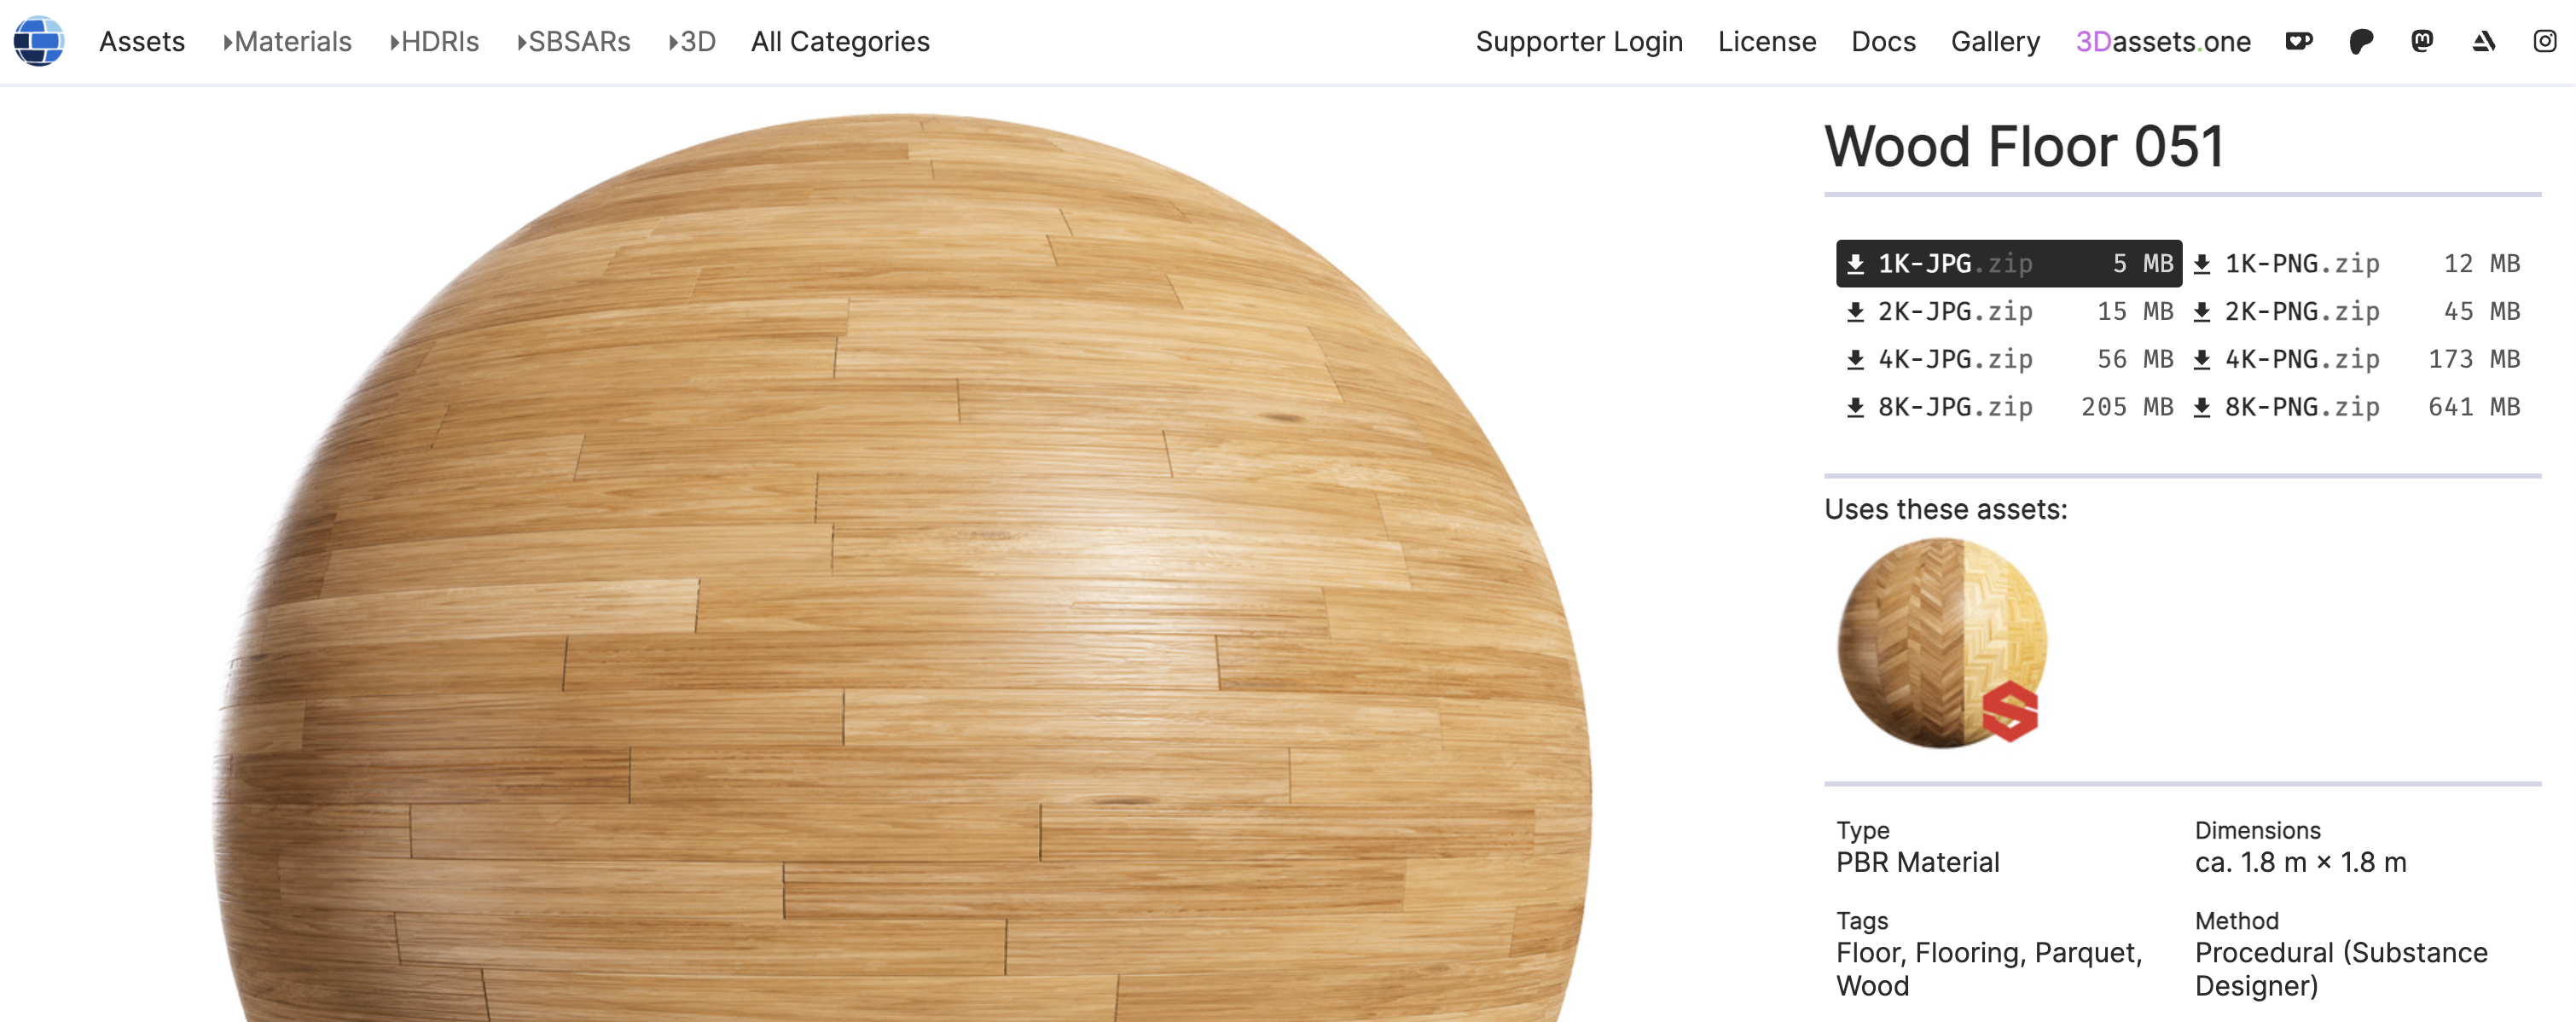 Assets Materials HDRIs SBSARs 3D All Categories Supporter Login License Docs Gallery 3Dassets.one
Wood Floor 051
1K-JPG.zip 5 MB 1K-PNG.zip 12 MB
2K-JPG.zip 15 MB 2K-PNG.zip 45 MB
4K-JPG.zip 56 MB 4K-PNG.zip 173 MB
8K-JPG.zip 205 MB 8K-PNG.zip 641 MB
Uses these assets:
Type
PBR Material
Dimensions
ca. 1.8 m × 1.8 m
Tags
Floor, Flooring, Parquet,
Wood
Method
Procedural (Substance
Designer)